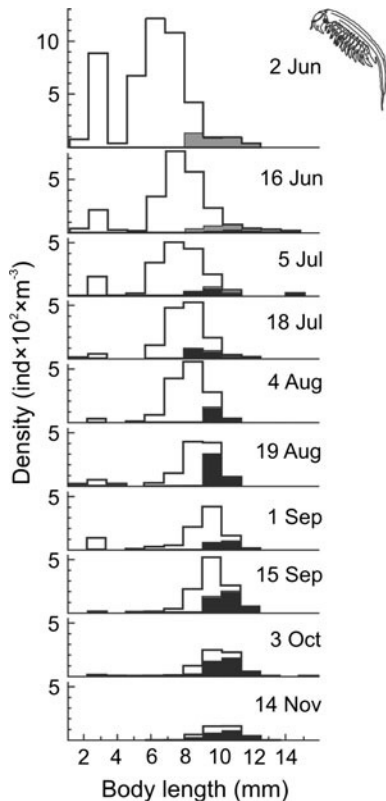 10
5
2 Jun
5
16 Jun
5
5 Jul
5
18 Jul
5
4 Aug
5
19 Aug
5
1 Sep
5
15 Sep
5
3 Oct
5
14 Nov
Density (ind×10²×m⁻³)
2 4 6 8 10 12 14
Body length (mm)